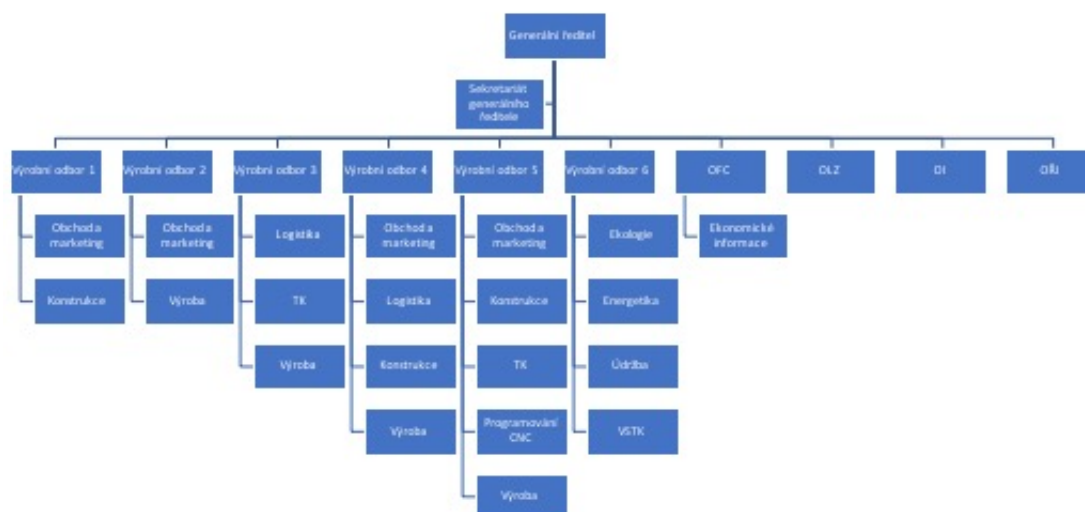 Generální ředitel
Sekretariát
generálního
ředitele
Výrobní odbor 1
Výrobní odbor 2
Výrobní odbor 3
Výrobní odbor 4
Výrobní odbor 5
Výrobní odbor 6
OFC
OLZ
OI
OŘJ
Obchod a
marketing
Obchod a
marketing
Logistika
Obchod a
marketing
Obchod a
marketing
Ekologie
Ekonomické
informace
Konstrukce
Výroba
TK
Logistika
Konstrukce
Energetika
Výroba
Konstrukce
TK
Údržba
Výroba
Programování
CNC
VSTK
Výroba